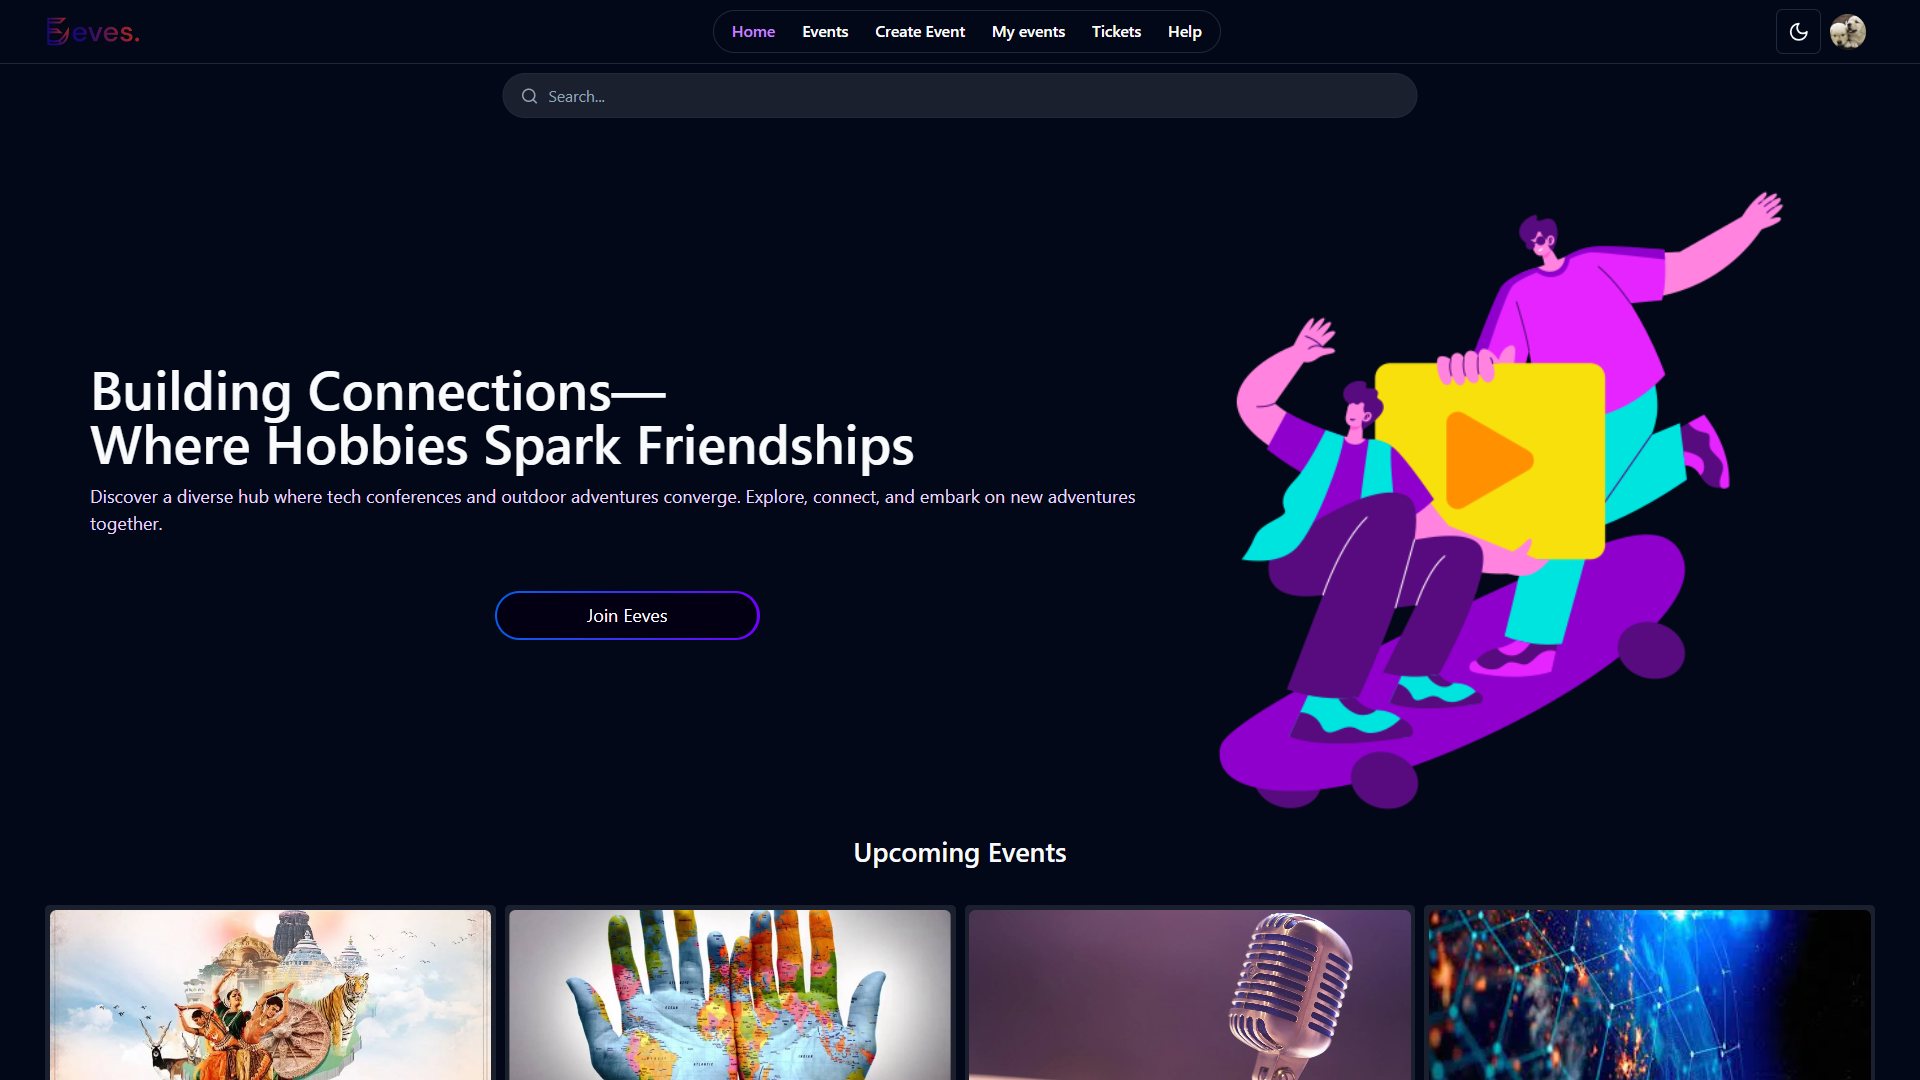 Eeves.
Home
Events
Create Event
My events
Tickets
Help
Search...
Building Connections—
Where Hobbies Spark Friendships
Discover a diverse hub where tech conferences and outdoor adventures converge. Explore, connect, and embark on new adventures
together.
Join Eeves
Upcoming Events